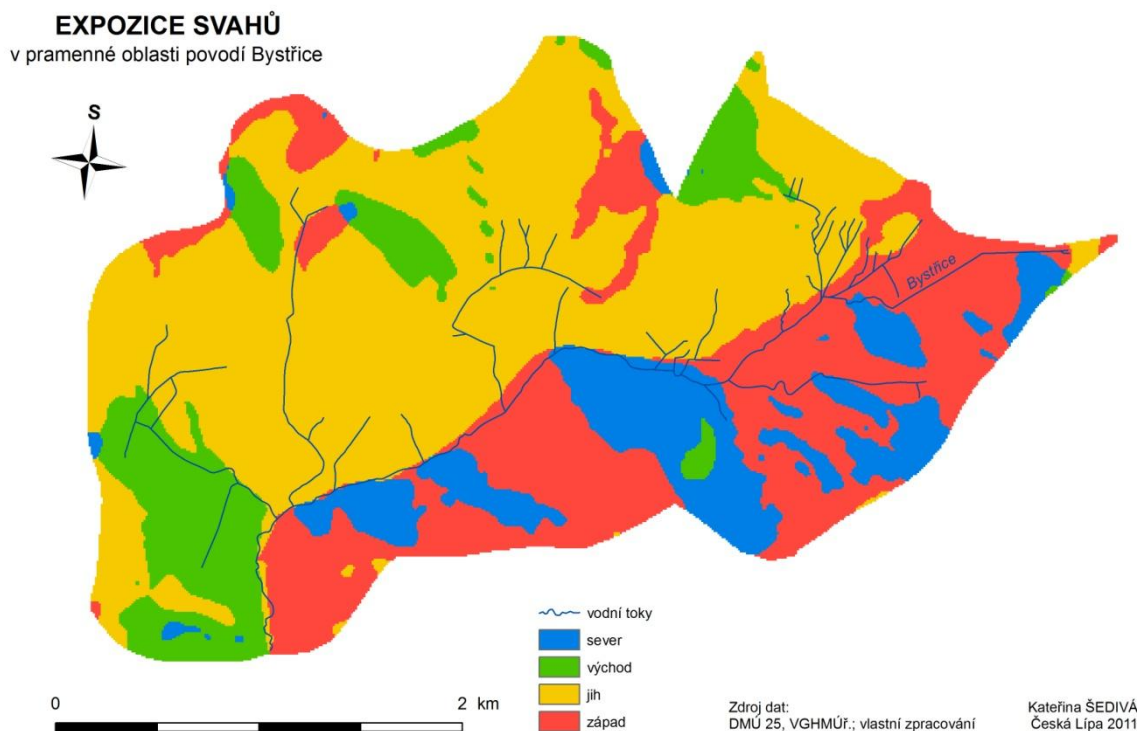 EXPOZICE SVAHŮ
v pramenné oblasti povodí Bystřice
S
Bystřice
vodní toky
sever
východ
jih
západ
0 2 km
Zdroj dat:
DMÚ 25, VGHMÚř.; vlastní zpracování
Kateřina ŠEDIVÁ
Česká Lípa 2011